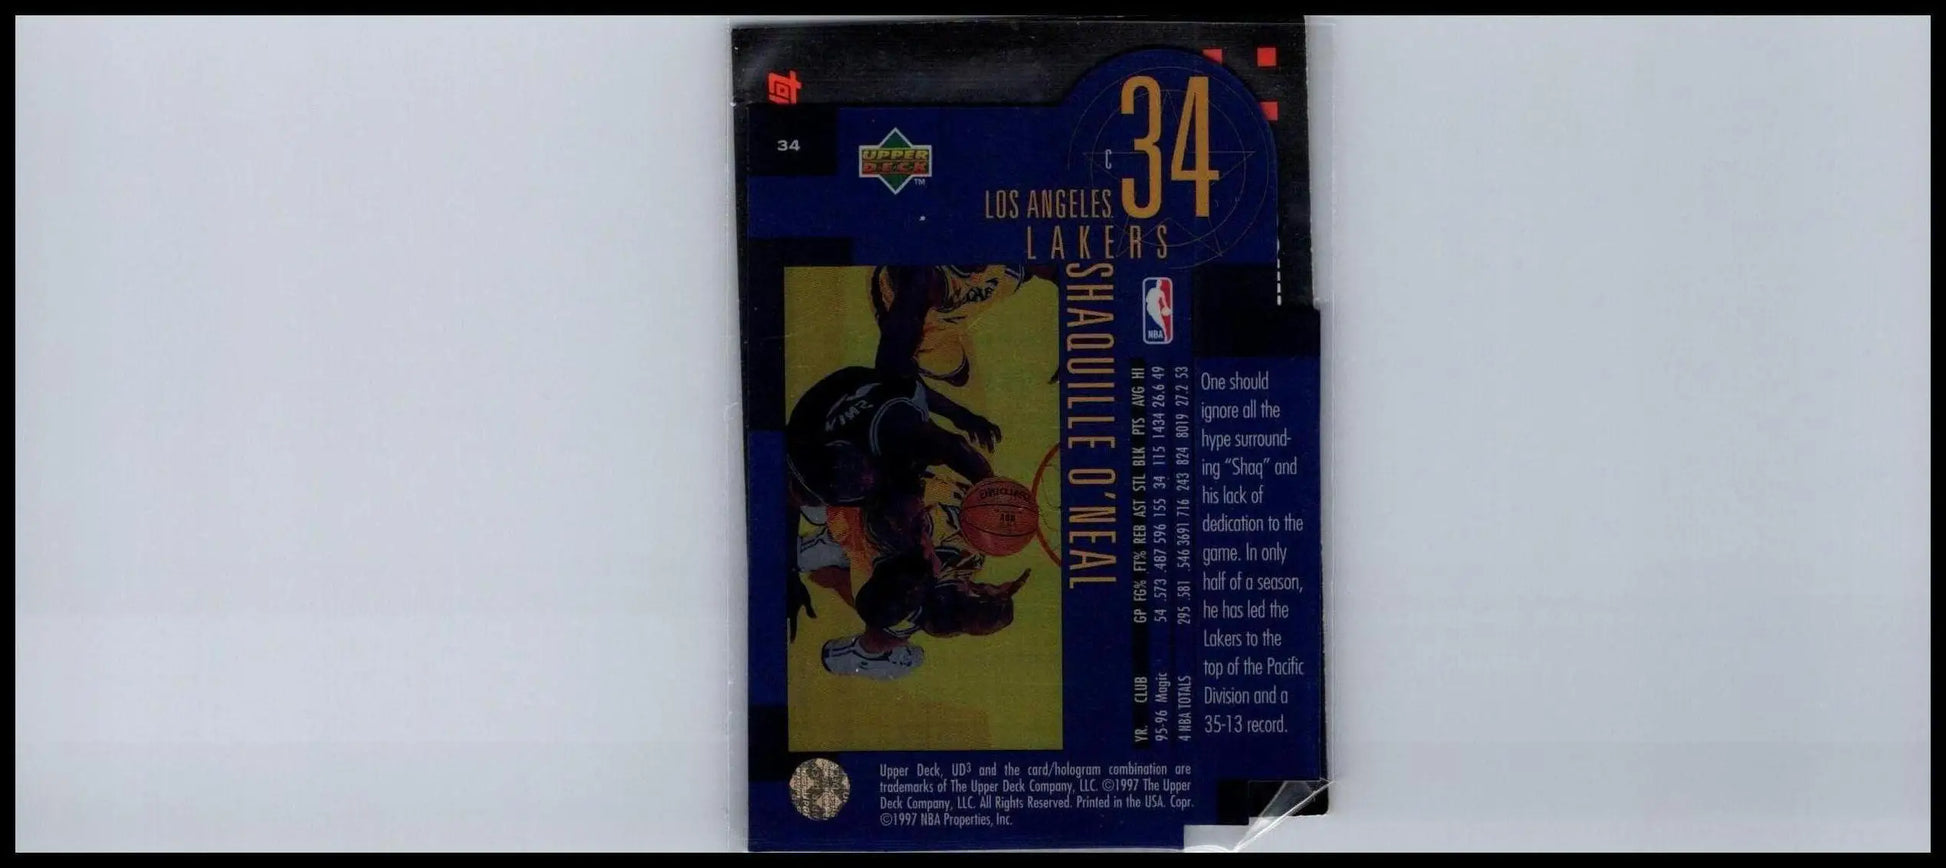 34
UPPER
DECK
TM
C
34
LOS ANGELES
LAKERS
SHAQUILLE O'NEAL
NBA
YR. CLUB GP FG% FT% REB AST STL BLK PTS AVG HI
95-96 Magic 54 .573 .487 596 155 34 115 1434 26.6 49
4 NBA TOTALS 295 .581 .546 3691 716 243 824 8019 27.2 53
One should
ignore all the
hype surround-
ing "Shaq" and
his lack of
dedication to the
game. In only
half of a season,
he has led the
Lakers to the
top of the Pacific
Division and a
35-13 record.
Upper Deck, UD³ and the card/hologram combination are
trademarks of The Upper Deck Company, LLC. ©1997 The Upper
Deck Company, LLC. All Rights Reserved. Printed in the USA. Copr.
©1997 NBA Properties, Inc.